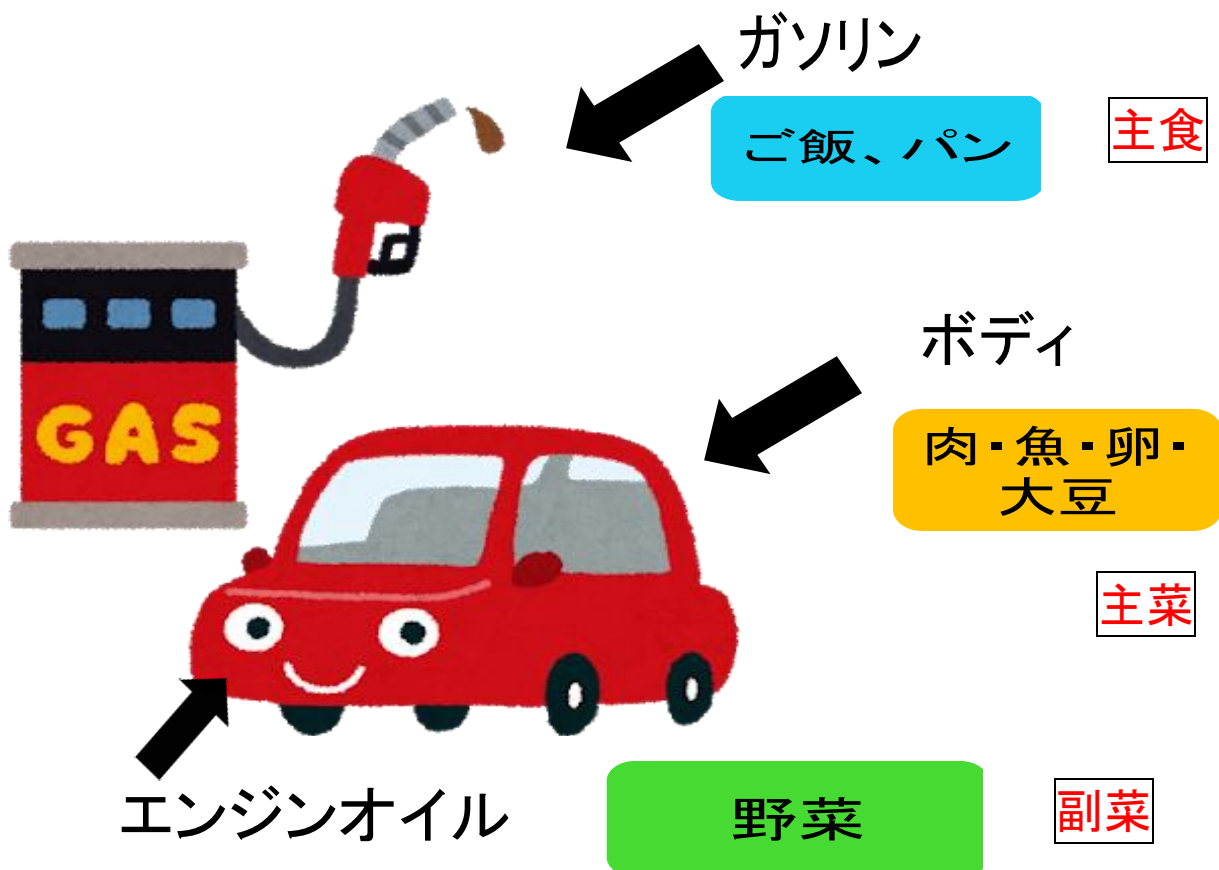 ガソリン
ご飯、パン
主食
GAS
ボディ
肉・魚・卵・
大豆
主菜
エンジンオイル
野菜
副菜